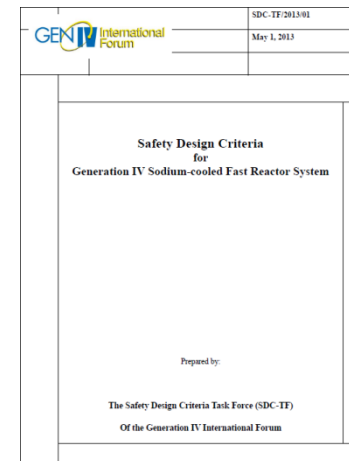 SDC-TF/2013/01
GEN IV International
Forum
May 1, 2013
Safety Design Criteria
for
Generation IV Sodium-cooled Fast Reactor System
Prepared by:
The Safety Design Criteria Task Force (SDC-TF)
Of the Generation IV International Forum